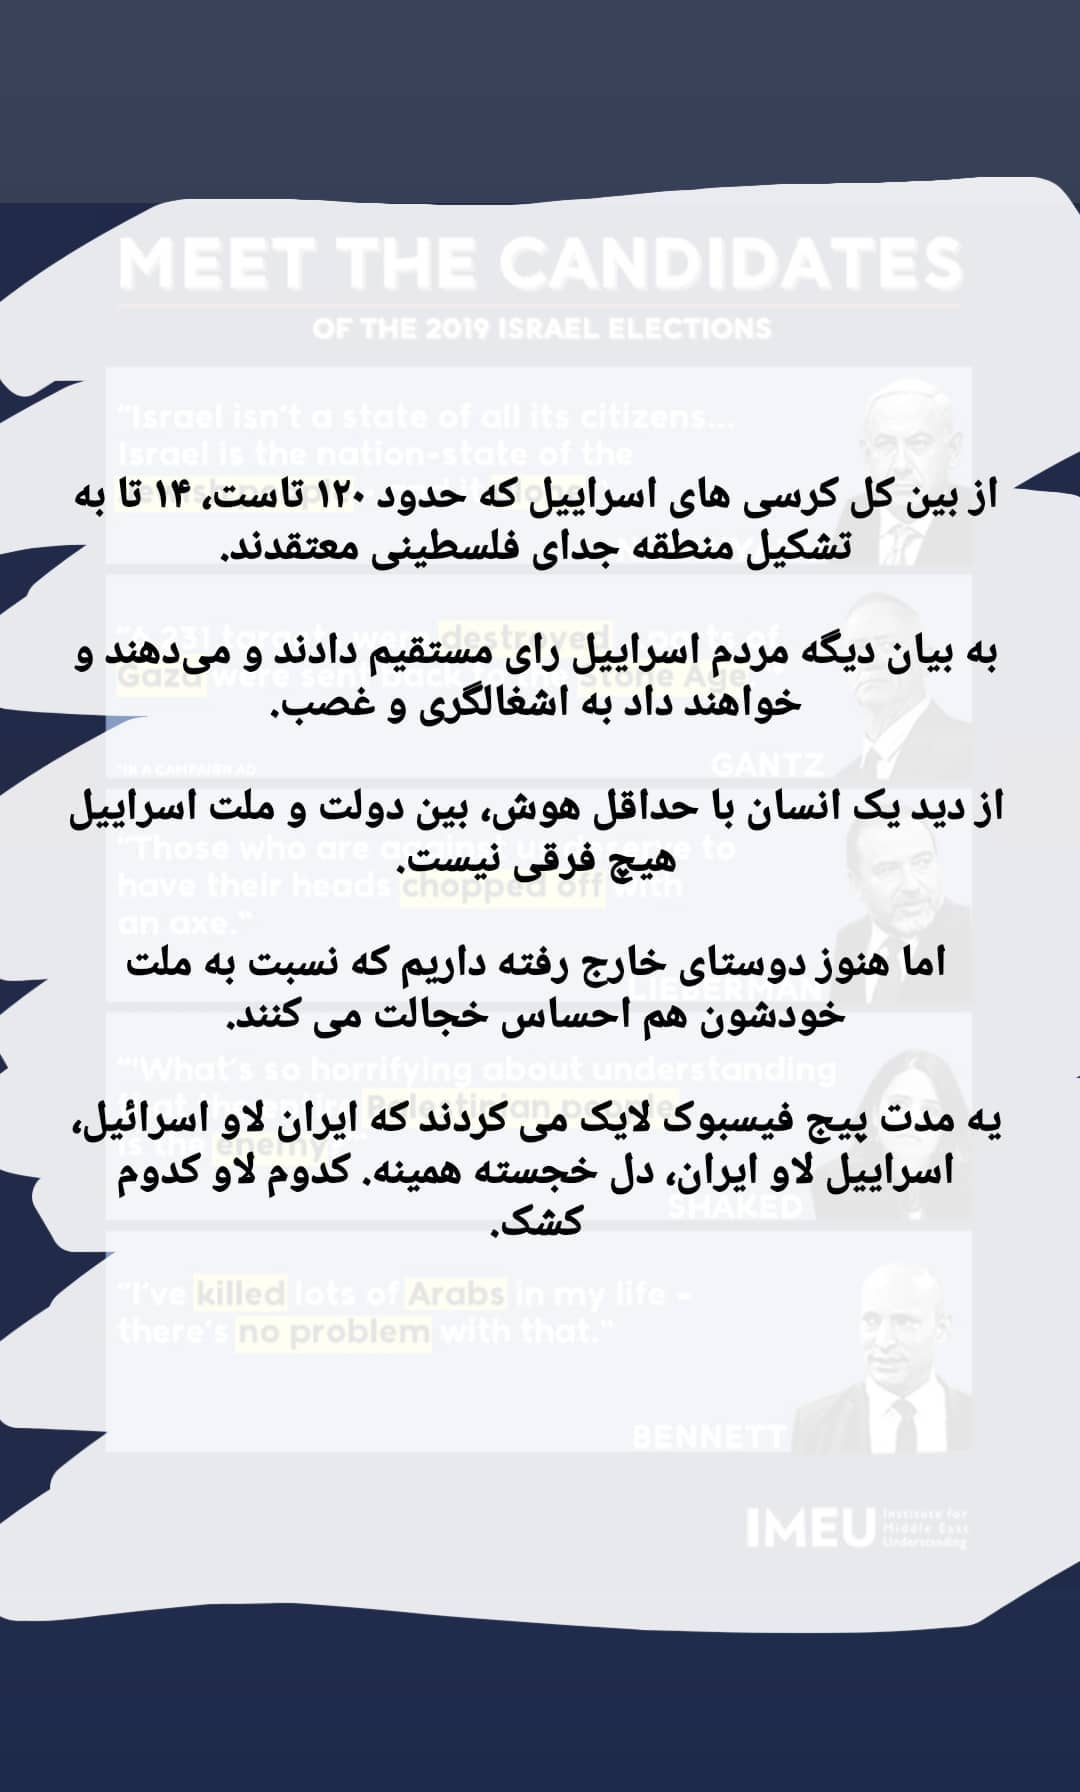 MEET THE CANDIDATES
OF THE 2019 ISRAEL ELECTIONS
"Israel isn't a state of all its citizens...
Israel is the nation-state of the
از بین کل کرسی های اسراییل که حدود ۱۲۰ تاست، ۱۴ تا به
تشکیل منطقه جدای فلسطینی معتقدند.
destroyed
به بیان دیگه مردم اسراییل رای مستقیم دادند و می‌دهند و
Gaza were sent back to the Stone Age
خواهند داد به اشغالگری و غصب.
*IN A CAMPAIGN AD
GANTZ
از دید یک انسان با حداقل هوش، بین دولت و ملت اسراییل
"Those who are against us deserve to
هیچ فرقی نیست.
have their heads chopped off with
an axe."
اما هنوز دوستای خارج رفته داریم که نسبت به ملت
LIEBERMAN
خودشون هم احساس خجالت می کنند.
"'What's so horrifying about understanding
that the entire Palestinian people
یه مدت پیج فیسبوک لایک می کردند که ایران لاو اسرائیل،
is the enemy
اسراییل لاو ایران، دل خجسته همینه. کدوم لاو کدوم
SHAKED
کشک.
"I've killed lots of Arabs in my life -
there's no problem with that."
BENNETT
IMEU Institute for
Middle East
Understanding